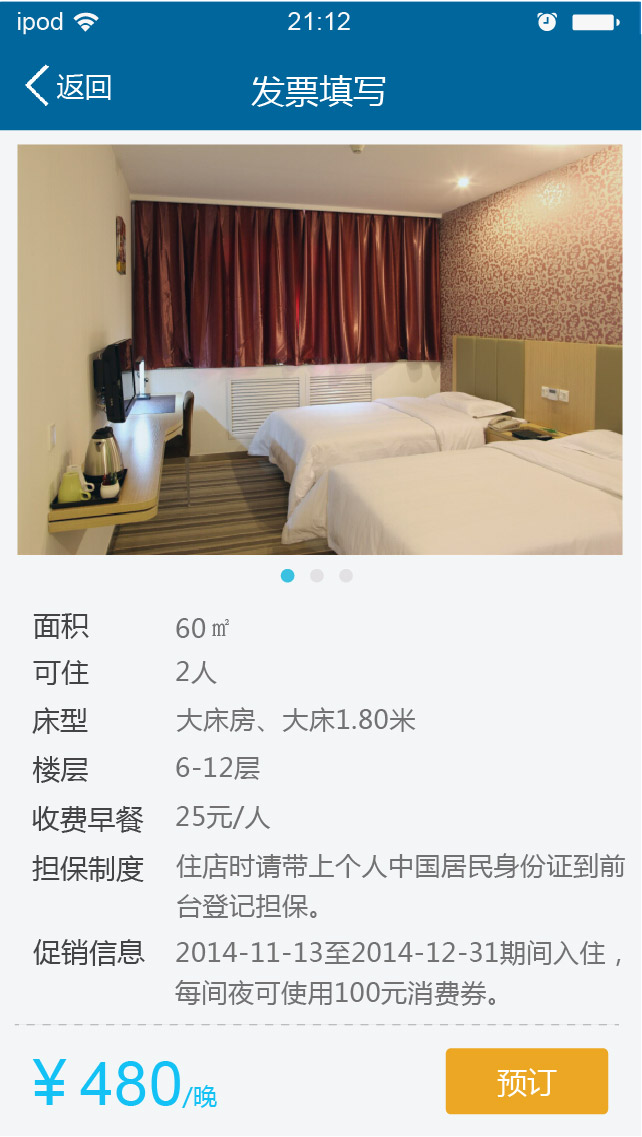 ipod 21:12
返回 发票填写
面积 60㎡
可住 2人
床型 大床房、大床1.80米
楼层 6-12层
收费早餐 25元/人
担保制度 住店时请带上个人中国居民身份证到前
台登记担保。
促销信息 2014-11-13至2014-12-31期间入住，
每间夜可使用100元消费券。
￥480/晚 预订